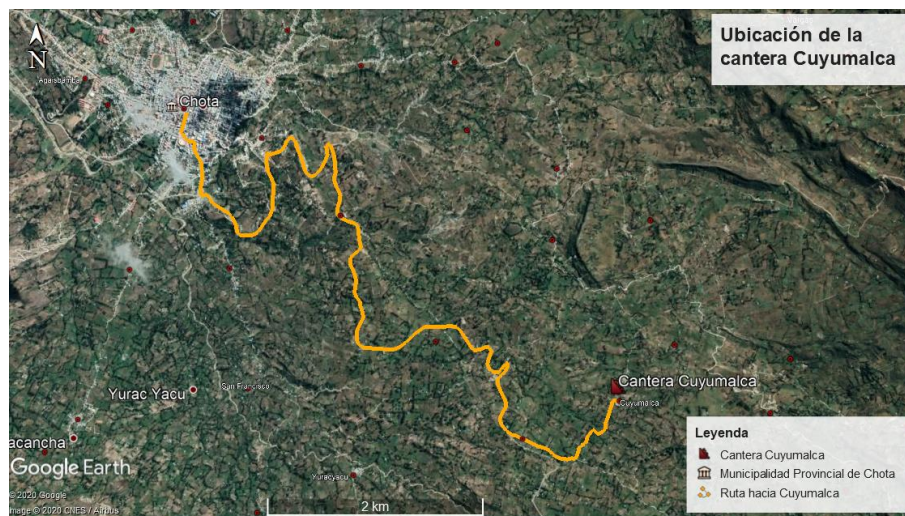 Ubicación de la
cantera Cuyumalca
N
Agaisbamba
Chota
Yurac Yacu
San Francisco
Cantera Cuyumalca
Cuyumalca
acancha
Google Earth
Yuracyacu
© 2020 Google
Image © 2020 CNES / Airbus
2 km
Leyenda
Cantera Cuyumalca
Municipalidad Provincial de Chota
Ruta hacia Cuyumalca